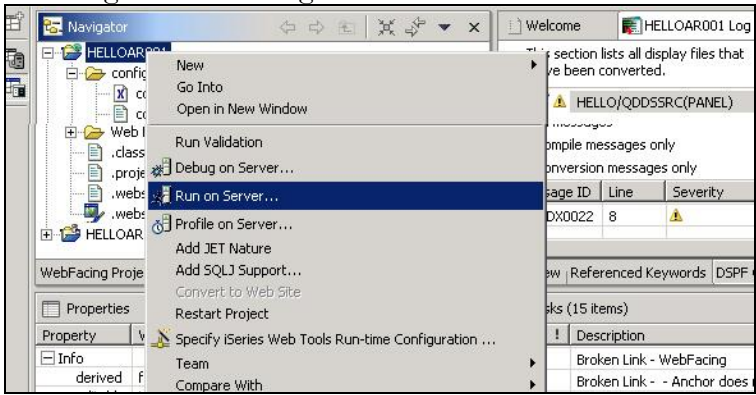 Navigator
HELLOAR001
config
Web
.class
.proje
.webs
.webs
HELLOAR
WebFacing Proje
Properties
Property
Info
derived
New
Go Into
Open in New Window
Run Validation
Debug on Server...
Run on Server...
Profile on Server...
Add JET Nature
Add SQLJ Support...
Convert to Web Site
Restart Project
Specify iSeries Web Tools Run-time Configuration ...
Team
Compare With
Welcome
HELLOAR001 Log
section lists all display files that
ve been converted.
HELLO/QDDSSRC(PANEL)
ompile messages only
onversion messages only
sage ID Line Severity
DX0022 8
ew Referenced Keywords DSPF
sks (15 items)
! Description
Broken Link - WebFacing
Broken Link - - Anchor does